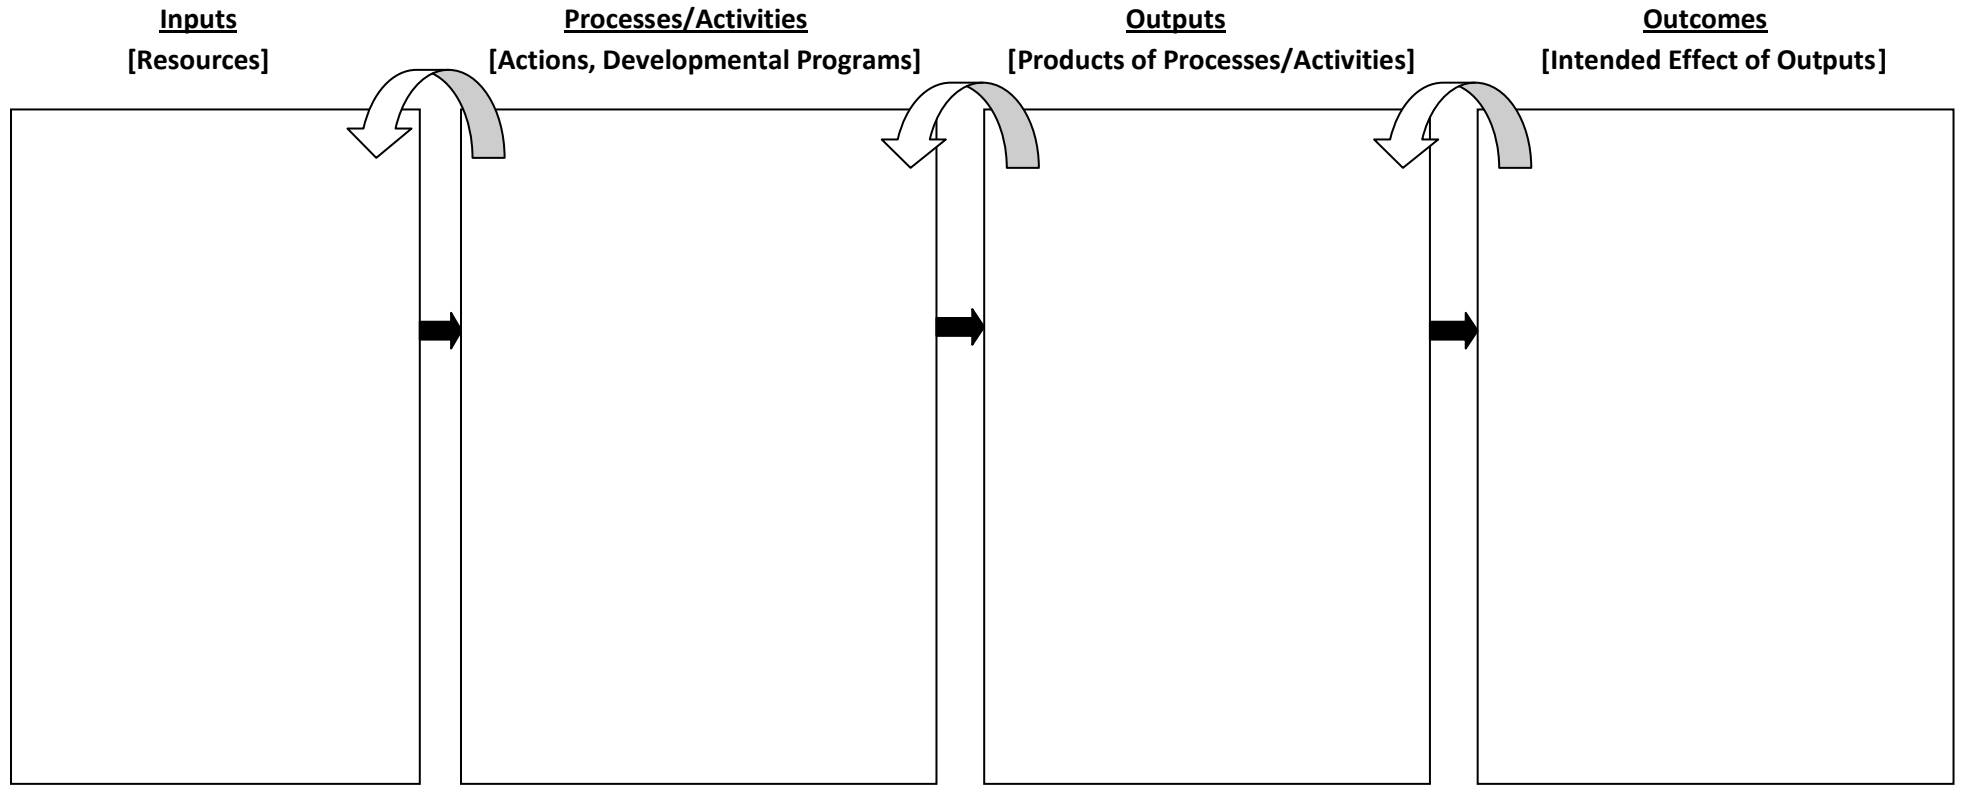 Inputs
[Resources]
Processes/Activities
[Actions, Developmental Programs]
Outputs
[Products of Processes/Activities]
Outcomes
[Intended Effect of Outputs]